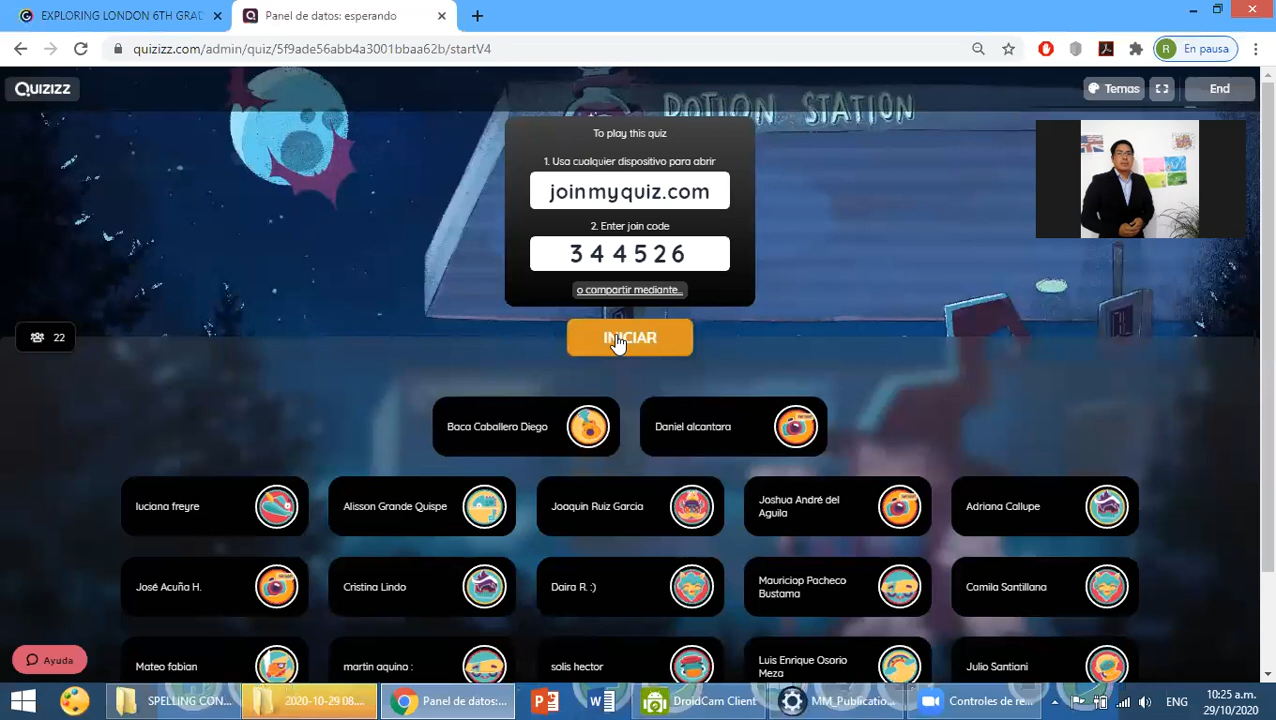 EXPLORING LONDON 6TH GRAD
Panel de datos: esperando
quizizz.com/admin/quiz/5f9ade56abb4a3001bbaa62b/startV4
R En pausa
Quizizz
POTION STATION
Temas
End
To play this quiz
1. Usa cualquier dispositivo para abrir
joinmyquiz.com
2. Enter join code
344526
o compartir mediante...
22
INICIAR
Baca Caballero Diego
Daniel alcantara
luciana freyre
Alisson Grande Quispe
Joaquin Ruiz Garcia
Joshua André del
Aguila
Adriana Callupe
José Acuña H.
Cristina Lindo
Daira R. :)
Mauriciop Pacheco
Bustama
Camila Santillana
Mateo fabian
martin aquino :
solis hector
Luis Enrique Osorio
Meza
Julio Santiani
Ayuda
SPELLING CON...
2020-10-29 08....
Panel de datos:...
DroidCam Client
MM_Publicatio...
Controles de re...
ENG
10:25 a.m.
29/10/2020